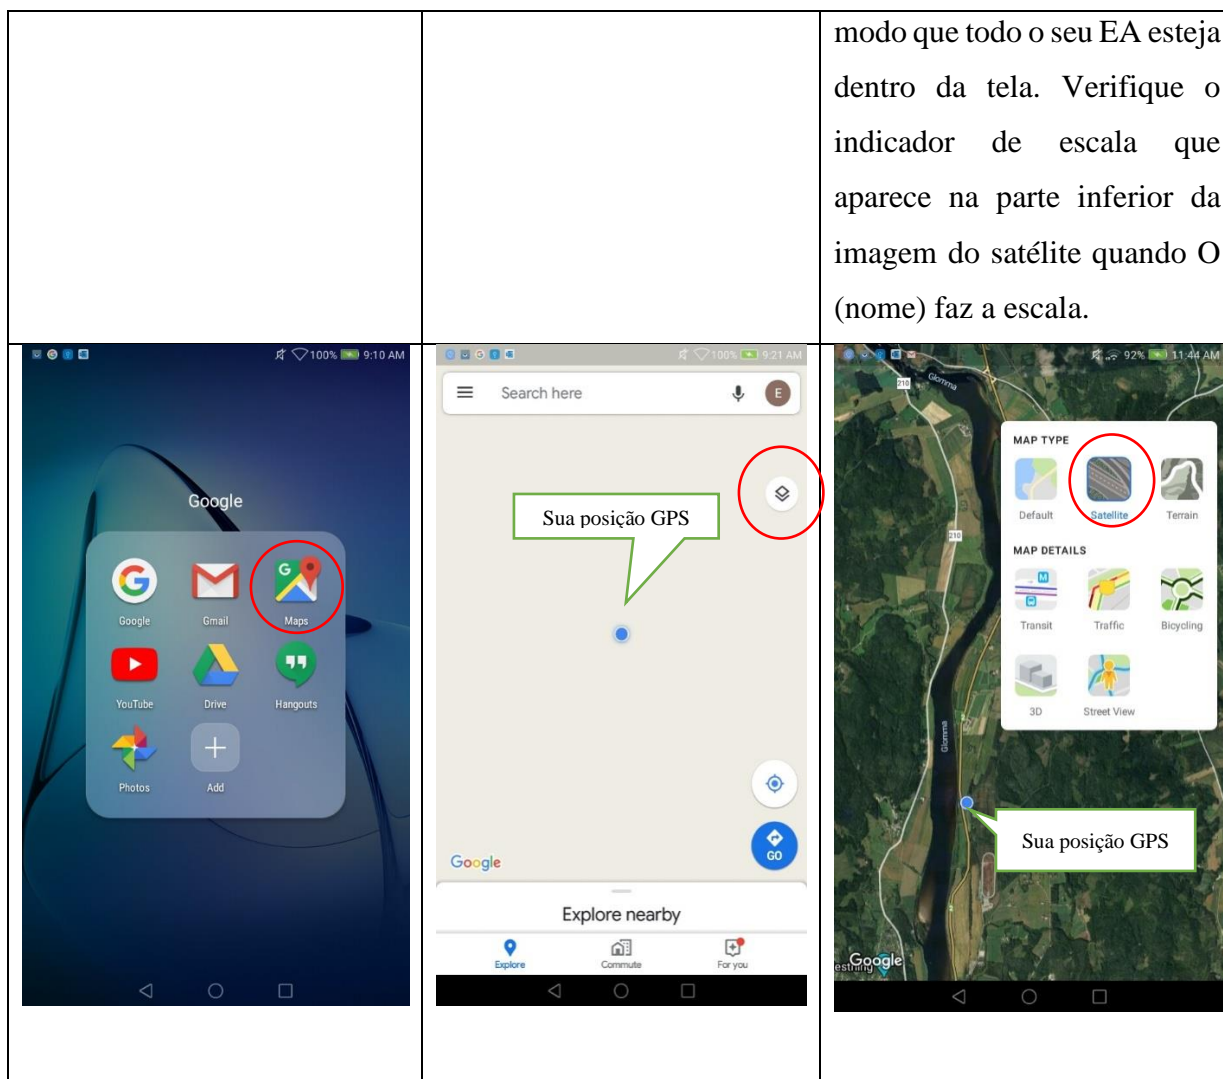 modo que todo o seu EA esteja
dentro da tela. Verifique o
indicador de escala que
aparece na parte inferior da
imagem do satélite quando O
(nome) faz a escala.
100% 9:10 AM
Google
G
Google
Gmail
Maps
YouTube
Drive
Hangouts
Photos
Add
100% 9:21 AM
Search here
E
Sua posição GPS
GO
Google
Explore nearby
Explore
Commute
For you
92% 11:44 AM
210
Glomma
MAP TYPE
Default
Satellite
Terrain
210
MAP DETAILS
M
Transit
Traffic
Bicycling
3D
Street View
Glomma
Sua posição GPS
Google